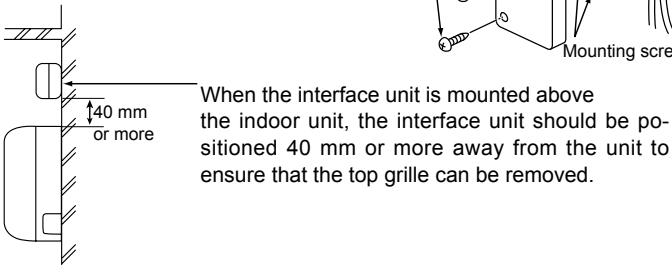 Mounting scre
When the interface unit is mounted above
the indoor unit, the interface unit should be po-
sitioned 40 mm or more away from the unit to
ensure that the top grille can be removed.
40 mm
or more